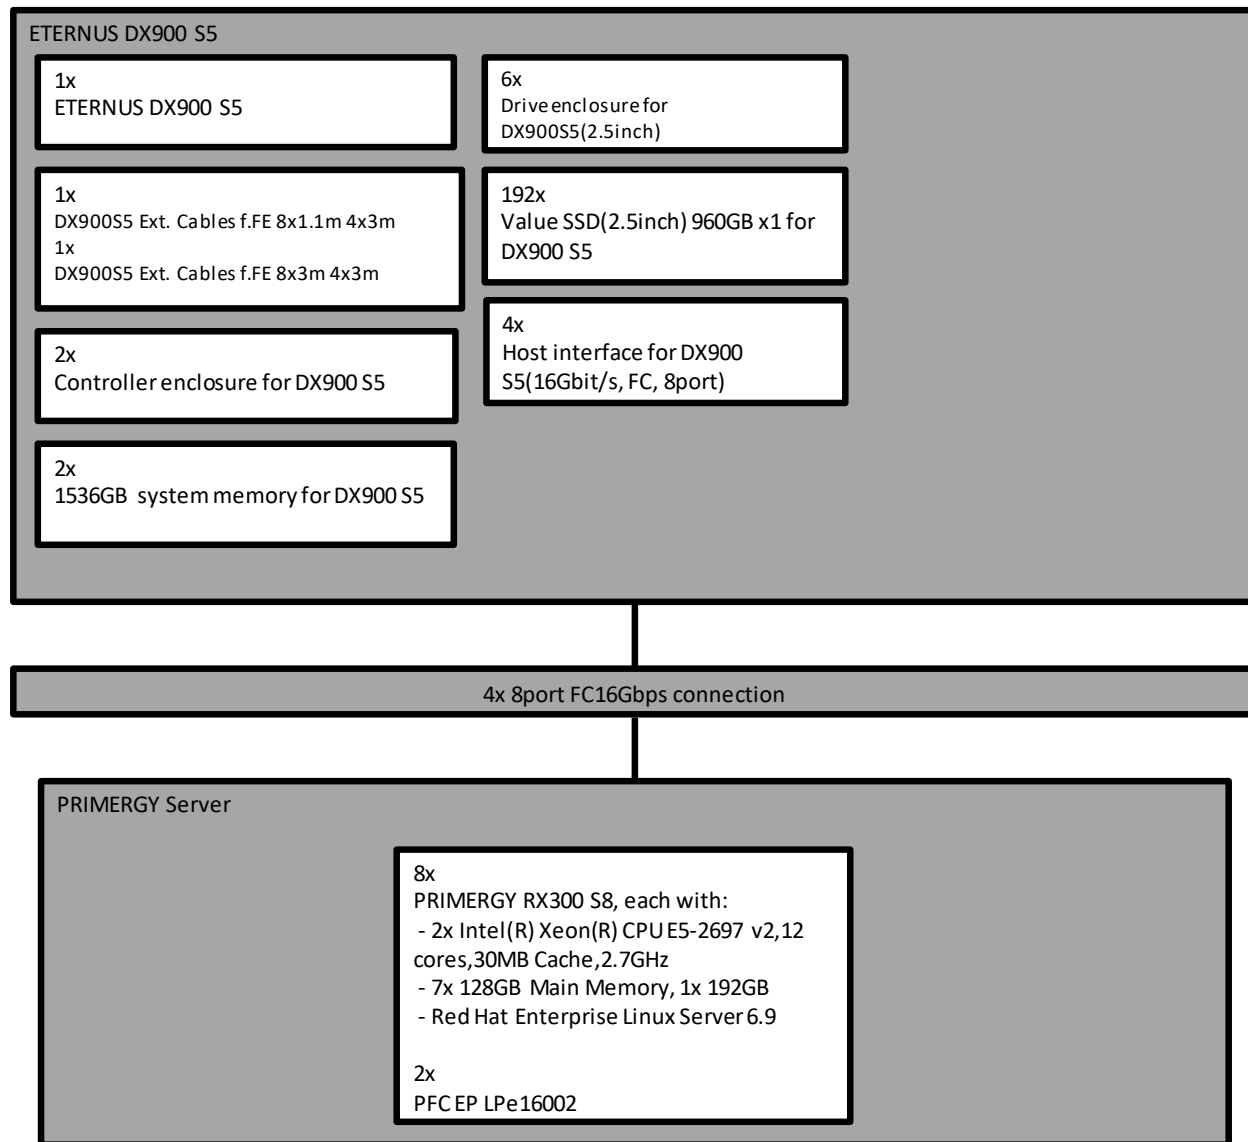 ETERNUS DX900 S5
1x
ETERNUS DX900 S5
1x
DX900S5 Ext. Cables f.FE 8x1.1m 4x3m
1x
DX900S5 Ext. Cables f.FE 8x3m 4x3m
2x
Controller enclosure for DX900 S5
2x
1536GB system memory for DX900 S5
6x
Drive enclosure for
DX900S5(2.5inch)
192x
Value SSD(2.5inch) 960GB x1 for
DX900 S5
4x
Host interface for DX900
S5(16Gbit/s, FC, 8port)
4x 8port FC16Gbps connection
PRIMERGY Server
8x
PRIMERGY RX300 S8, each with:
- 2x Intel(R) Xeon(R) CPU E5-2697 v2,12
cores,30MB Cache,2.7GHz
- 7x 128GB Main Memory, 1x 192GB
- Red Hat Enterprise Linux Server 6.9
2x
PFC EP LPe16002